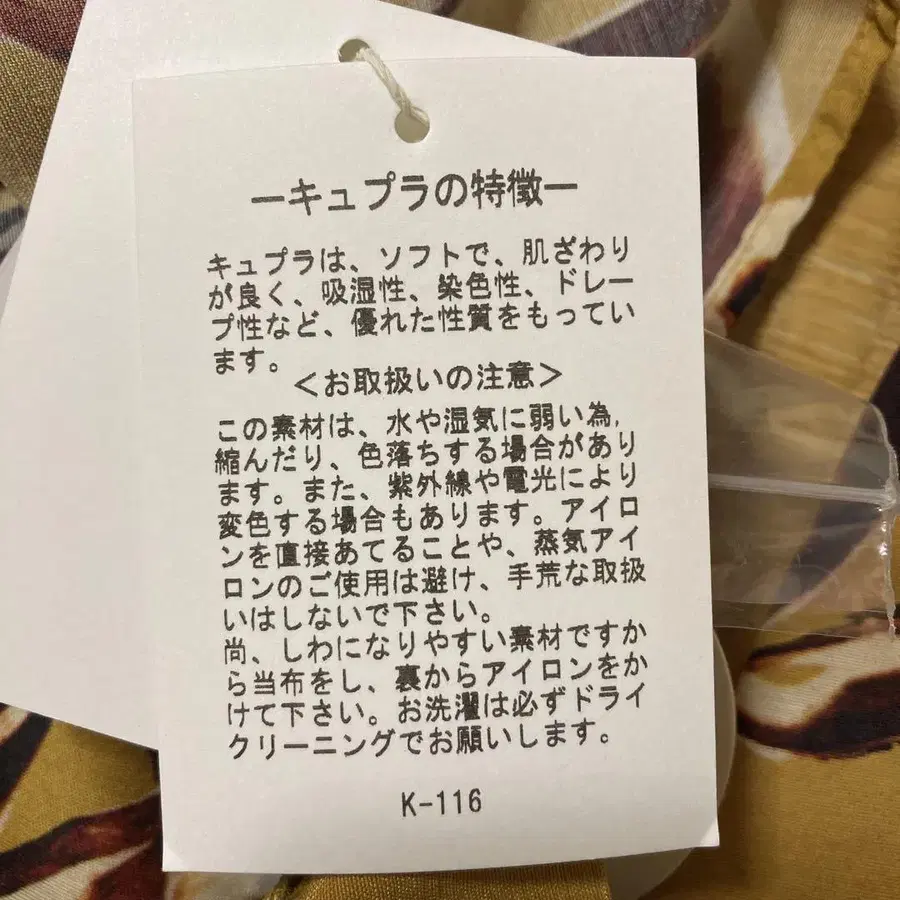 ーキュプラの特徴ー
キュプラは、ソフトで、肌ざわり
が良く、吸湿性、染色性、ドレー
プ性など、優れた性質をもってい
ます。
＜お取扱いの注意＞
この素材は、水や湿気に弱い為,
縮んだり、色落ちする場合があり
ます。また、紫外線や電光により
変色する場合もあります。アイロ
ンを直接あてることや、蒸気アイ
ロンのご使用は避け、手荒な取扱
いはしないで下さい。
尚、しわになりやすい素材ですか
ら当布をし、裏からアイロンをか
けて下さい。お洗濯は必ずドライ
クリーニングでお願いします。
K-116